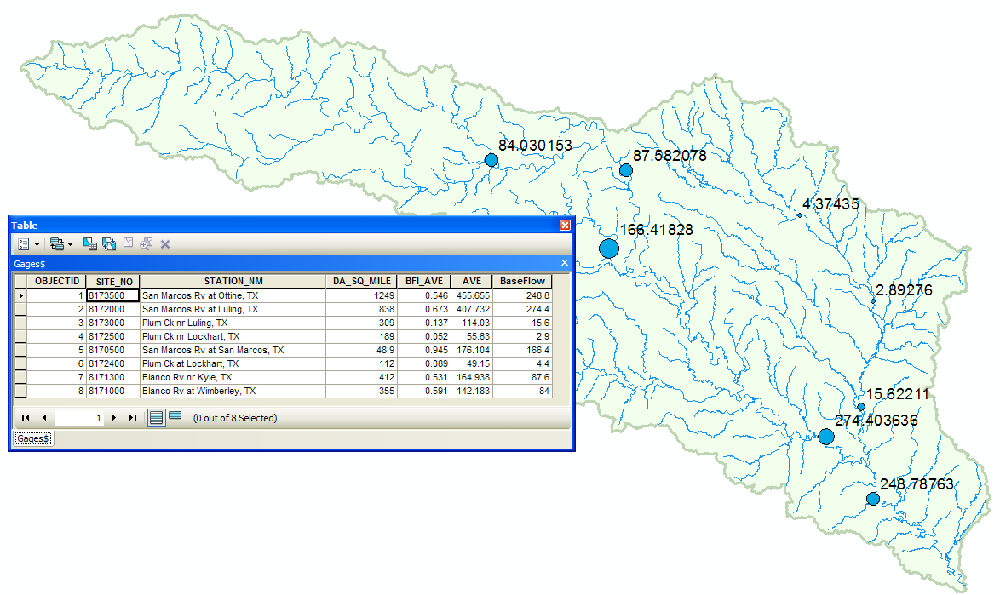 84.030153
87.582078
4.37435
166.41828
2.89276
15.62211
274.403636
248.78763
Table
Gages$
OBJECTID SITE_NO STATION_NM DA_SQ_MILE BFI_AVE AVE BaseFlow
1 8173500 San Marcos Rv at Ottine, TX 1249 0.546 455.655 248.8
2 8172000 San Marcos Rv at Luling, TX 838 0.673 407.732 274.4
3 8173000 Plum Ck nr Luling, TX 309 0.137 114.03 15.6
4 8172500 Plum Ck nr Lockhart, TX 189 0.052 55.63 2.9
5 8170500 San Marcos Rv at San Marcos, TX 48.9 0.945 176.104 166.4
6 8172400 Plum Ck at Lockhart, TX 112 0.089 49.15 4.4
7 8171300 Blanco Rv nr Kyle, TX 412 0.531 164.938 87.6
8 8171000 Blanco Rv at Wimberley, TX 355 0.591 142.183 84
1 (0 out of 8 Selected)
Gages$